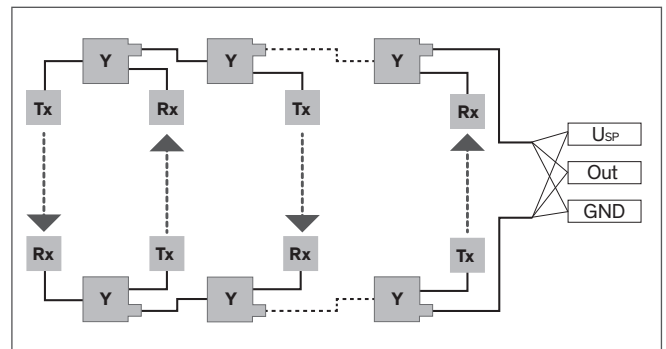 Y Y Y
Tx Rx Tx Rx
USP
Out
GND
Rx Tx Rx Tx
Y Y Y